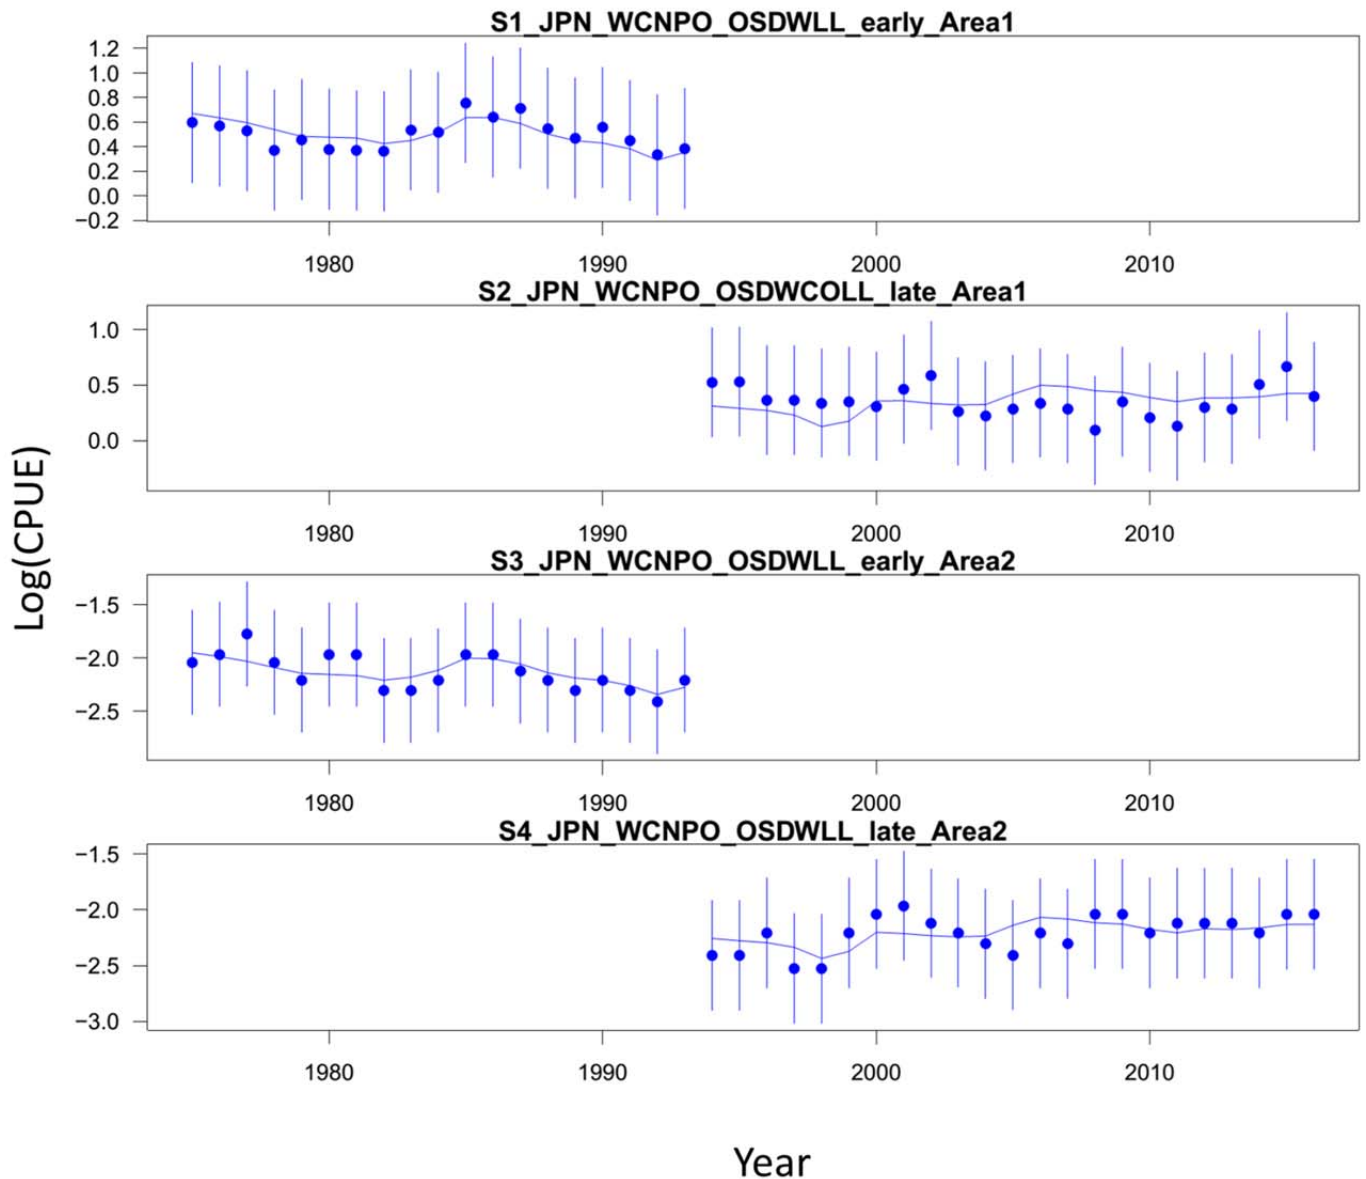 S1_JPN_WCNPO_OSDWLL_early_Area1
1.2
1.0
0.8
0.6
0.4
0.2
0.0
−0.2
1980 1990 2000 2010
S2_JPN_WCNPO_OSDWCOLL_late_Area1
1.0
0.5
0.0
1980 1990 2000 2010
Log(CPUE)
S3_JPN_WCNPO_OSDWLL_early_Area2
−1.5
−2.0
−2.5
1980 1990 2000 2010
S4_JPN_WCNPO_OSDWLL_late_Area2
−1.5
−2.0
−2.5
−3.0
1980 1990 2000 2010
Year